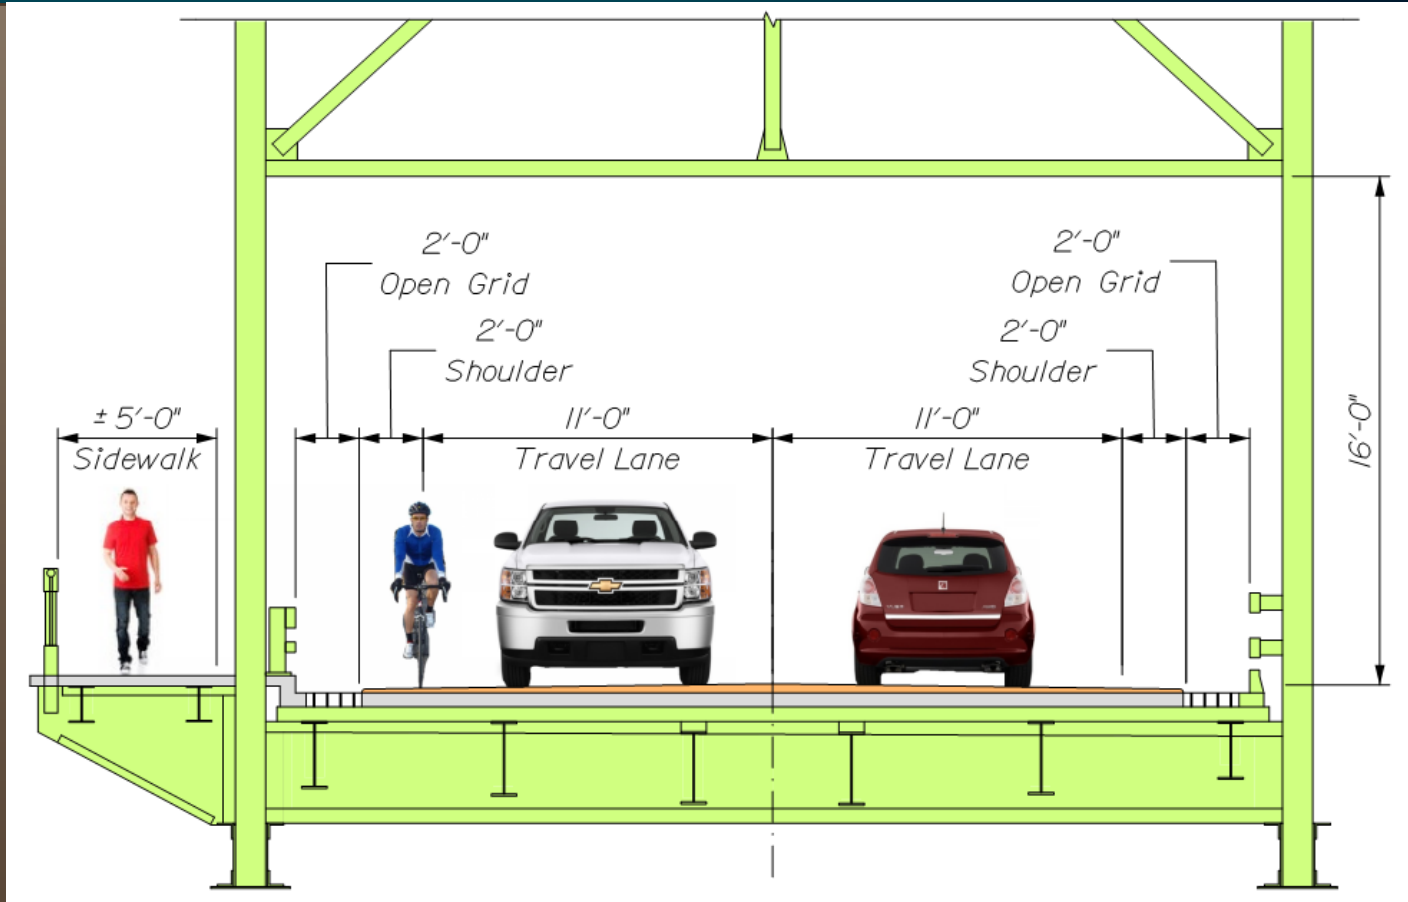 2'-0"
Open Grid
2'-0"
Shoulder
2'-0"
Open Grid
2'-0"
Shoulder
± 5'-0"
Sidewalk
11'-0"
Travel Lane
11'-0"
Travel Lane
16'-0"